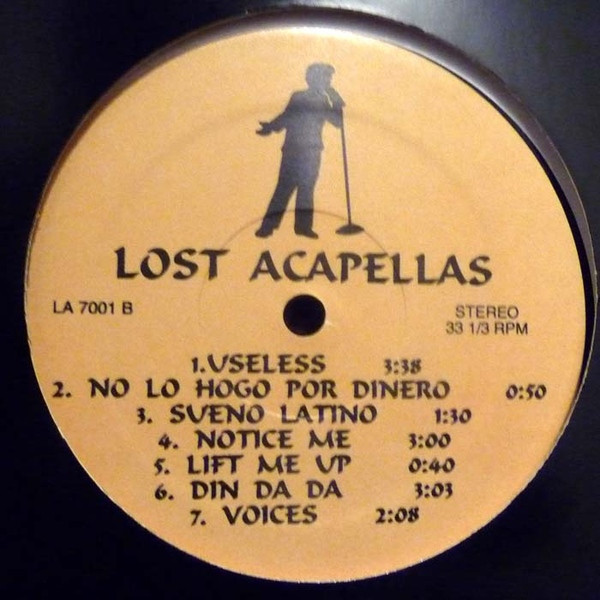 LOST ACAPELLAS
LA 7001 B
STEREO
33 1/3 RPM
1.USELESS 3:38
2. NO LO HOGO POR DINERO 0:50
3. SUENO LATINO 1:30
4. NOTICE ME 3:00
5. LIFT ME UP 0:40
6. DIN DA DA 3:03
7. VOICES 2:08